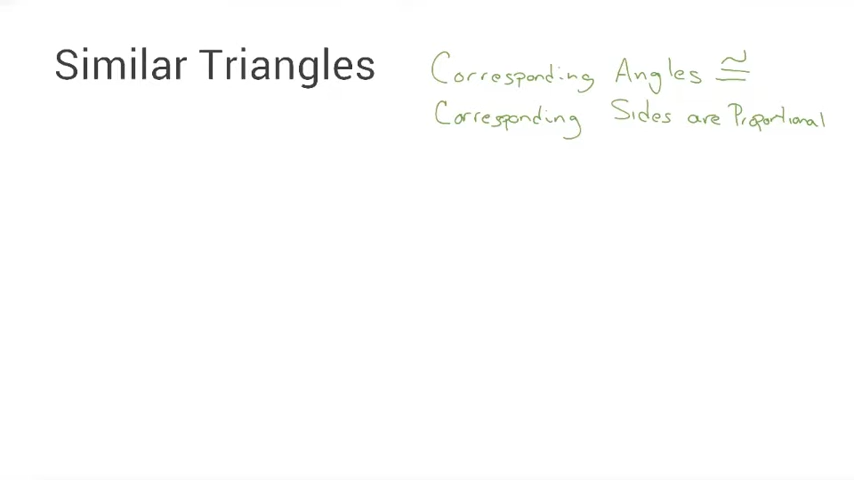 Similar Triangles
Corresponding Angles ≅
Corresponding Sides are Proportional